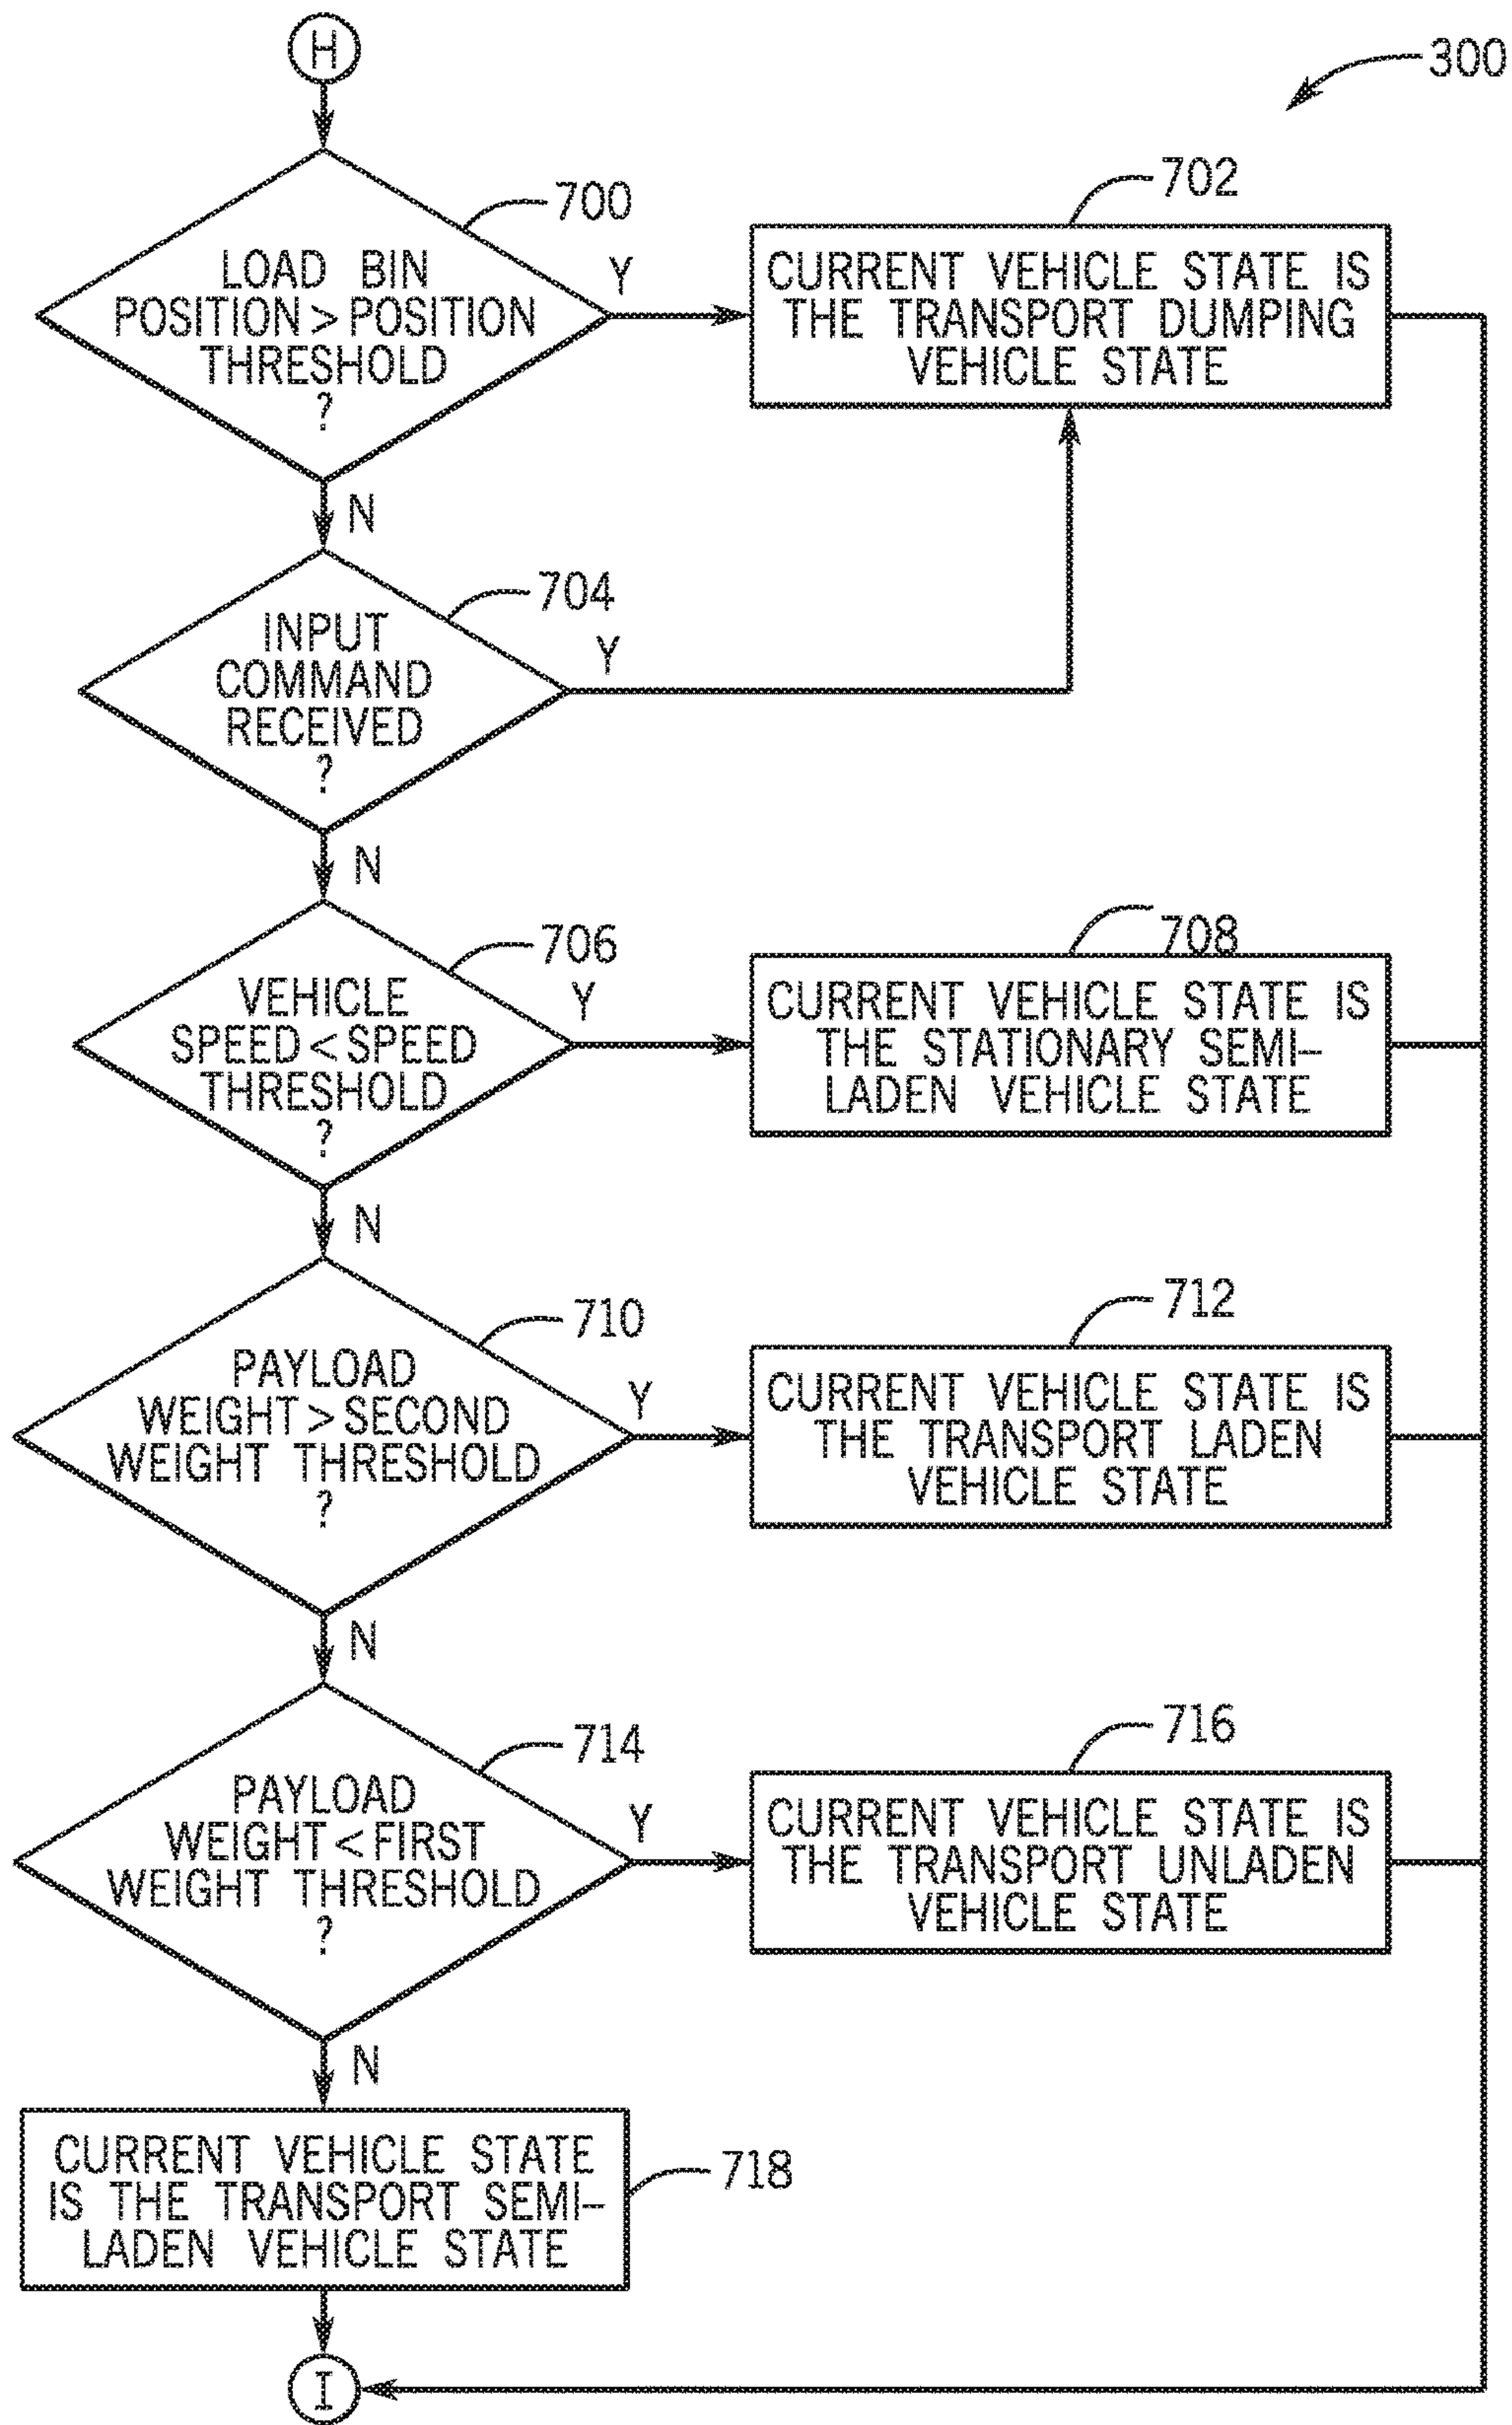 H
300
700
LOAD BIN
POSITION > POSITION
THRESHOLD
?
Y
702
CURRENT VEHICLE STATE IS
THE TRANSPORT DUMPING
VEHICLE STATE
N
704
INPUT
COMMAND
RECEIVED
?
Y
N
706
VEHICLE
SPEED < SPEED
THRESHOLD
?
Y
708
CURRENT VEHICLE STATE IS
THE STATIONARY SEMI–
LADEN VEHICLE STATE
N
710
PAYLOAD
WEIGHT > SECOND
WEIGHT THRESHOLD
?
Y
712
CURRENT VEHICLE STATE IS
THE TRANSPORT LADEN
VEHICLE STATE
N
714
PAYLOAD
WEIGHT < FIRST
WEIGHT THRESHOLD
?
Y
716
CURRENT VEHICLE STATE IS
THE TRANSPORT UNLADEN
VEHICLE STATE
N
CURRENT VEHICLE STATE
IS THE TRANSPORT SEMI–
LADEN VEHICLE STATE
718
I